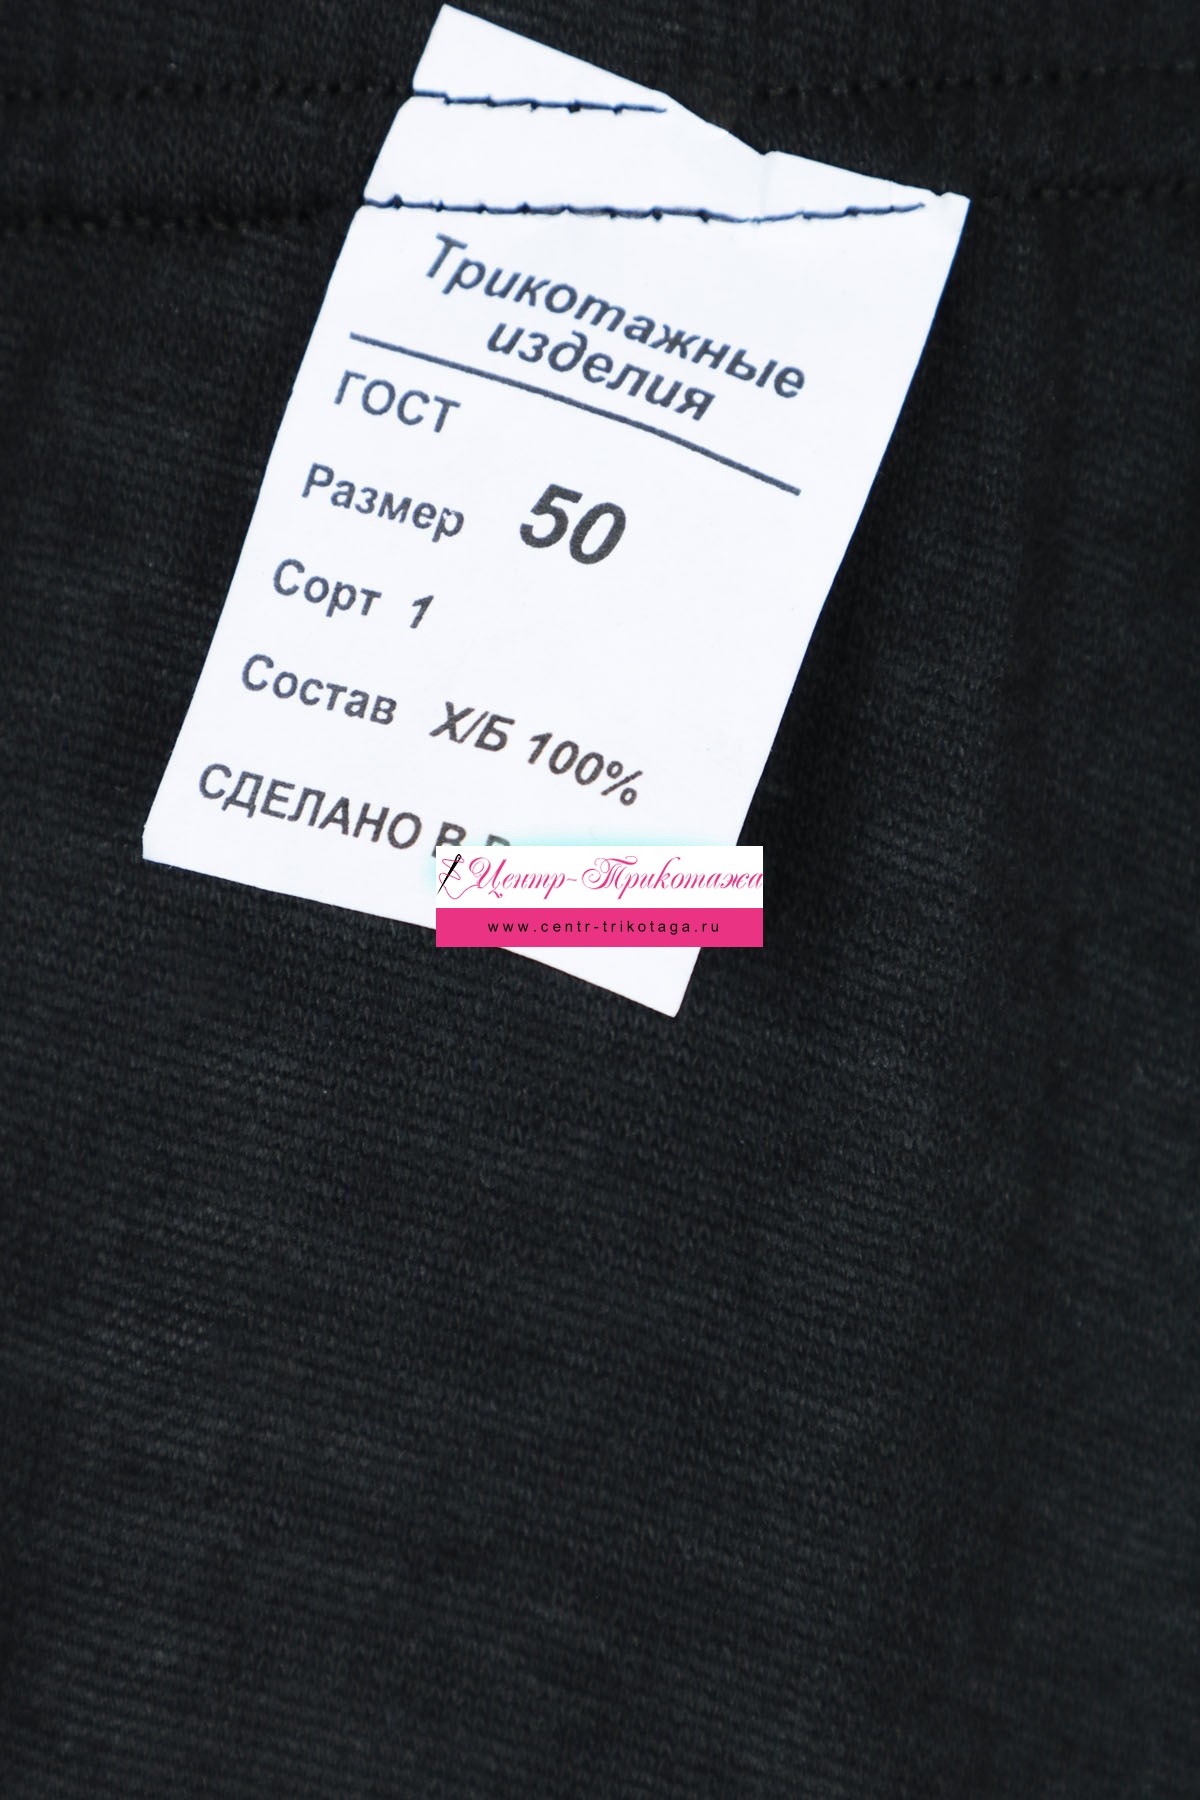 Трикотажные
изделия
ГОСТ
Размер 50
Сорт 1
Состав Х/Б 100%
СДЕЛАНО В
Центр-Трикотажа
www.centr-trikotaga.ru